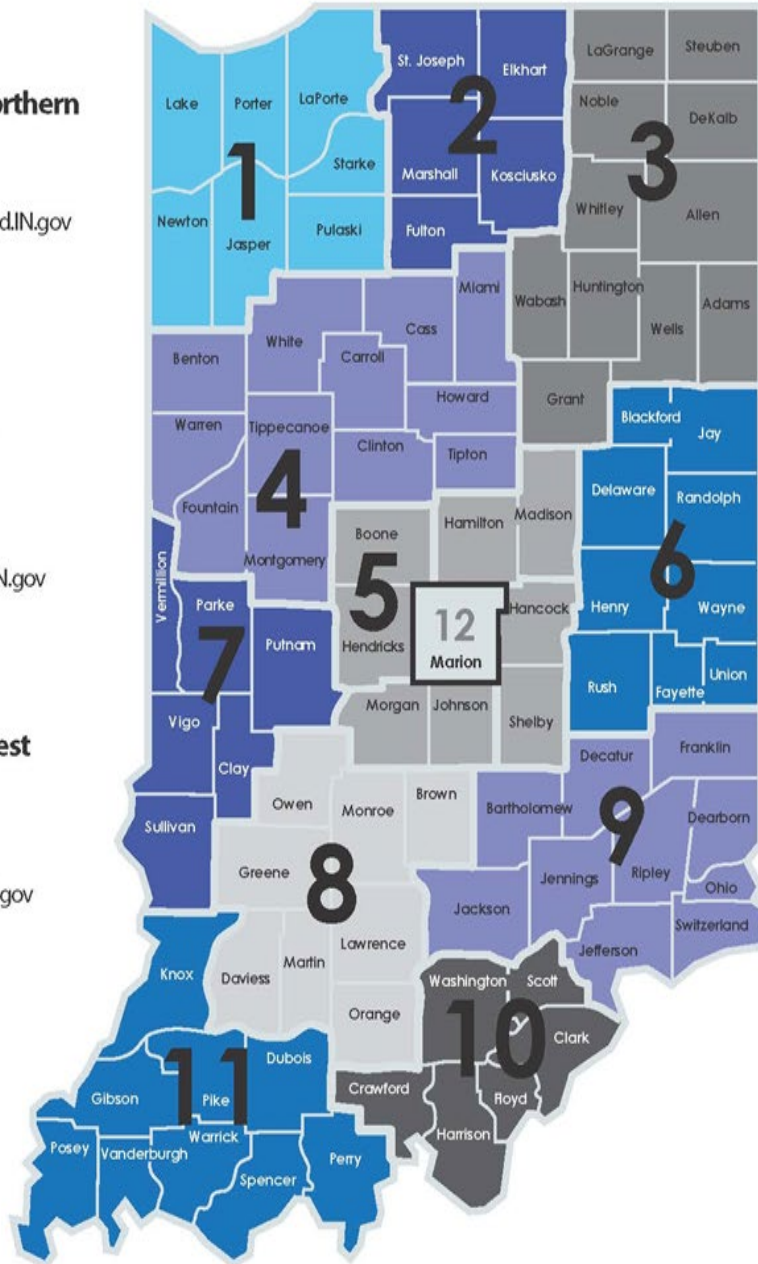 orthern
d.IN.gov
N.gov
est
gov
St. Joseph
Elkhart
LaGrange
Steuben
Lake
Porter
LaPorte
2
Noble
DeKalb
1
Starke
Marshall
Kosciusko
3
Newton
Jasper
Pulaski
Fulton
Whitley
Allen
Miami
Wabash
Huntington
Adams
White
Cass
Wells
Benton
Carroll
Howard
Grant
Blackford
Jay
Warren
Tippecanoe
Clinton
Tipton
4
Fountain
Delaware
Randolph
Boone
Hamilton
Madison
Montgomery
5
6
Vermillion
Parke
7
Putnam
Hendricks
12
Marion
Hancock
Henry
Wayne
Rush
Fayette
Union
Vigo
Morgan
Johnson
Shelby
Clay
Decatur
Franklin
Owen
Monroe
Brown
Bartholomew
9
Dearborn
Sullivan
Greene
8
Jennings
Ripley
Ohio
Jackson
Switzerland
Lawrence
Jefferson
Knox
Daviess
Martin
Washington
Scott
Orange
10
y
Clark
Dubois
11
Gibson
Pike
Crawford
Floyd
Posey
Vanderburgh
Warrick
Harrison
Spencer
Perry